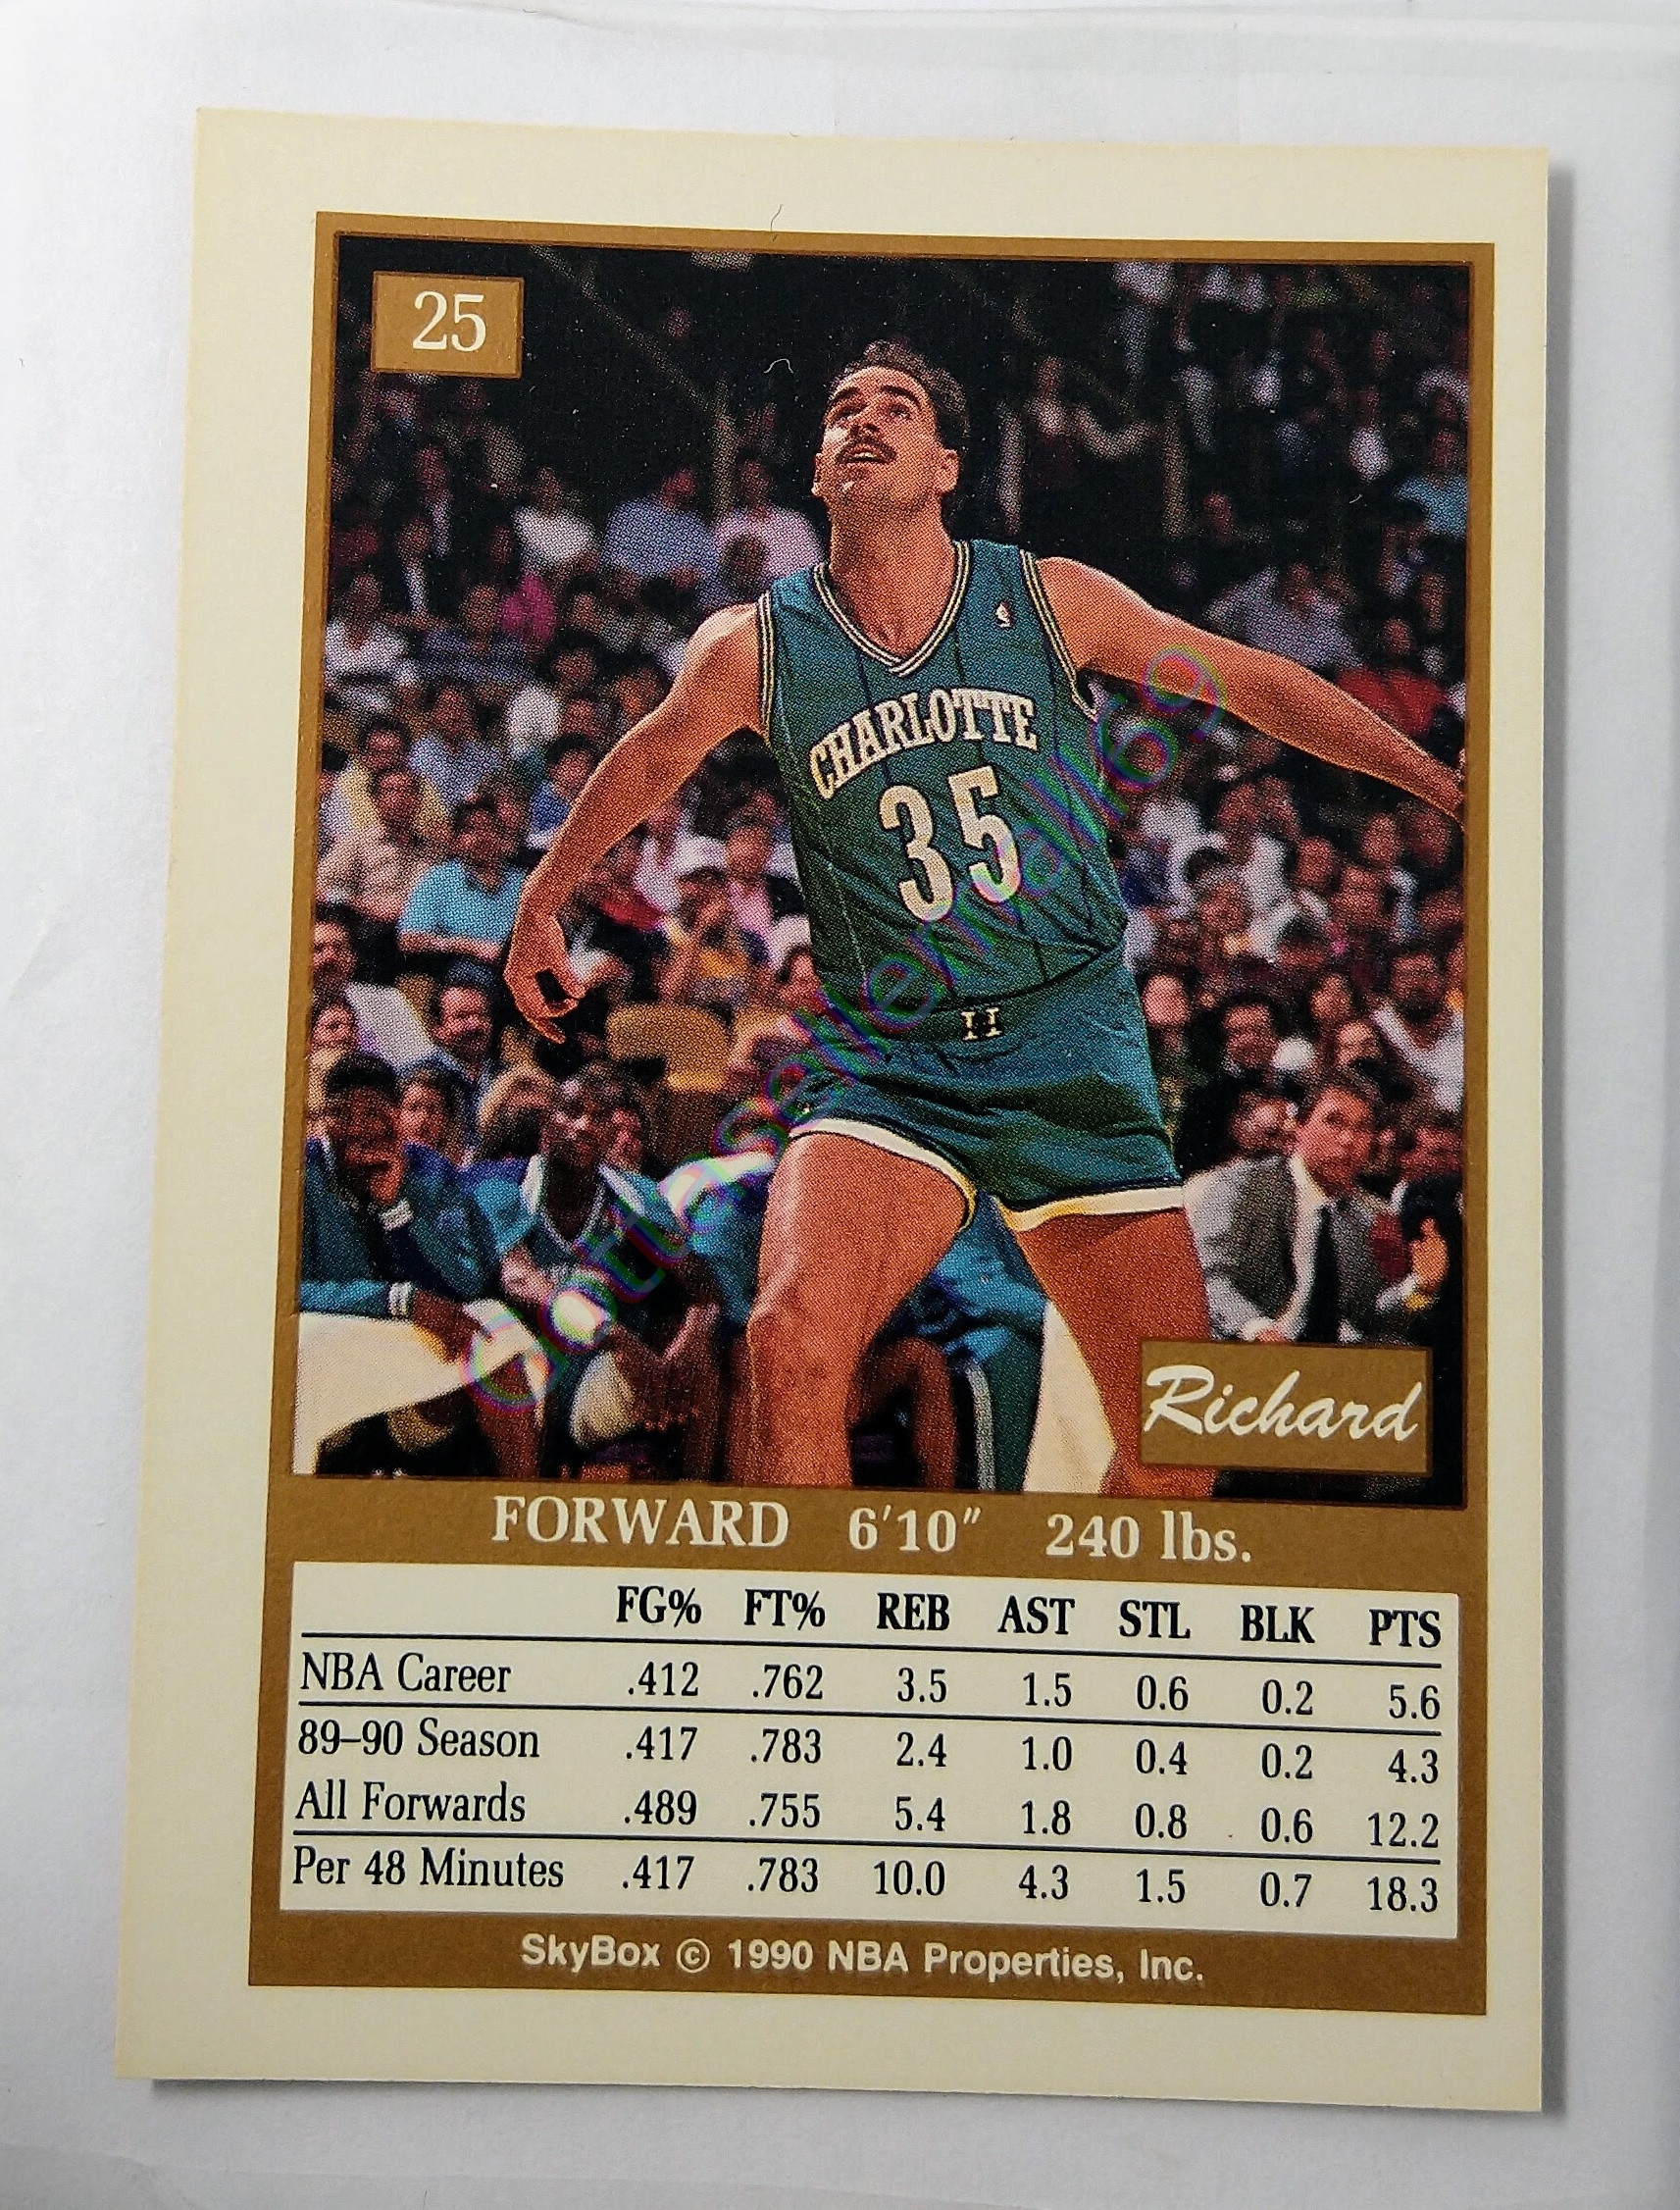 25
CHARLOTTE
35
@dottasellemall69
Richard
FORWARD 6'10" 240 lbs.
FG% FT% REB AST STL BLK PTS
NBA Career .412 .762 3.5 1.5 0.6 0.2 5.6
89–90 Season .417 .783 2.4 1.0 0.4 0.2 4.3
All Forwards .489 .755 5.4 1.8 0.8 0.6 12.2
Per 48 Minutes .417 .783 10.0 4.3 1.5 0.7 18.3
SkyBox © 1990 NBA Properties, Inc.